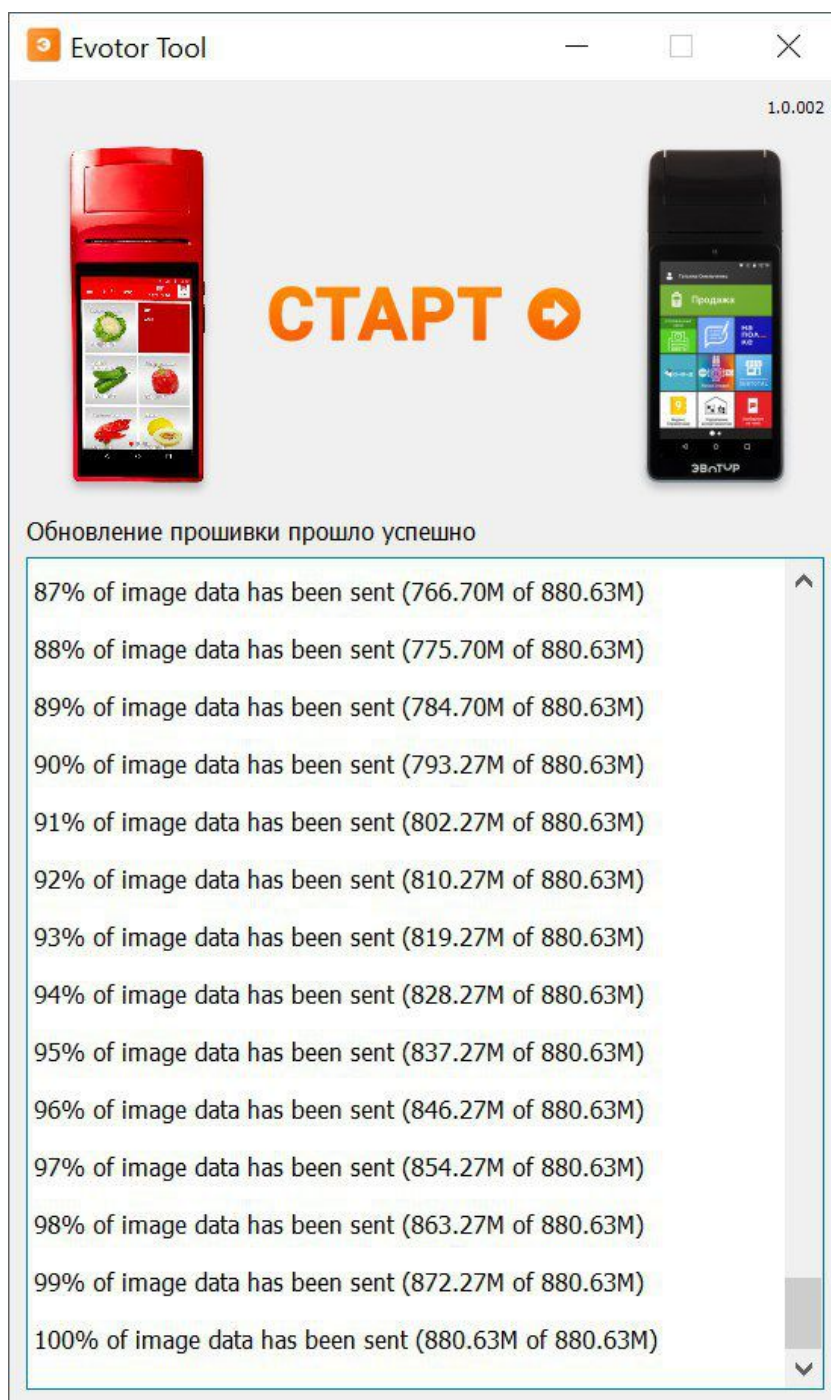 Evotor Tool
1.0.002
СТАРТ
Продажа
на
пол
ке
ЭВОТОР
Обновление прошивки прошло успешно
87% of image data has been sent (766.70M of 880.63M)
88% of image data has been sent (775.70M of 880.63M)
89% of image data has been sent (784.70M of 880.63M)
90% of image data has been sent (793.27M of 880.63M)
91% of image data has been sent (802.27M of 880.63M)
92% of image data has been sent (810.27M of 880.63M)
93% of image data has been sent (819.27M of 880.63M)
94% of image data has been sent (828.27M of 880.63M)
95% of image data has been sent (837.27M of 880.63M)
96% of image data has been sent (846.27M of 880.63M)
97% of image data has been sent (854.27M of 880.63M)
98% of image data has been sent (863.27M of 880.63M)
99% of image data has been sent (872.27M of 880.63M)
100% of image data has been sent (880.63M of 880.63M)